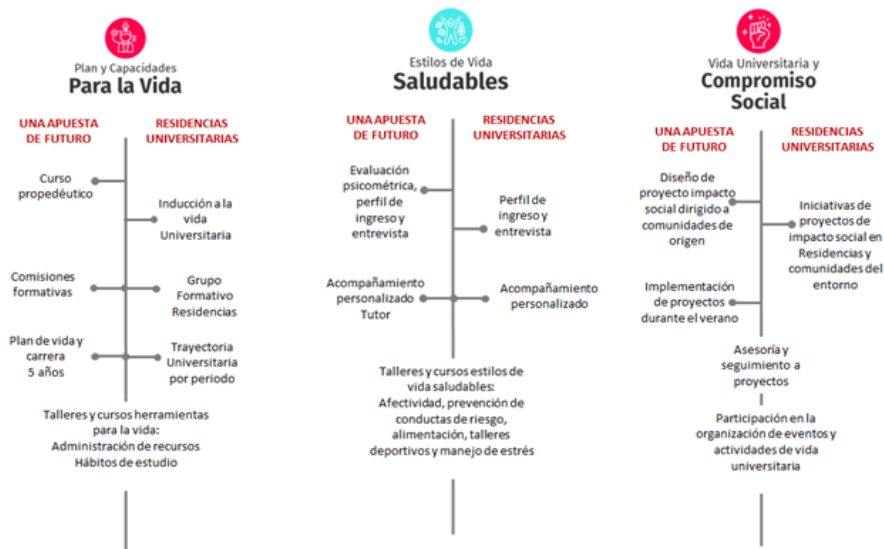 Plan y Capacidades
Para la Vida
UNA APUESTA
DE FUTURO
RESIDENCIAS
UNIVERSITARIAS
Curso
propedéutico
Inducción a la
vida
Universitaria
Comisiones
formativas
Grupo
Formativo
Residencias
Plan de vida y
carrera
5 años
Trayectoria
Universitaria
por periodo
Talleres y cursos herramientas
para la vida:
Administración de recursos
Hábitos de estudio
Estilos de Vida
Saludables
UNA APUESTA
DE FUTURO
RESIDENCIAS
UNIVERSITARIAS
Evaluación
psicométrica,
perfil de
ingreso y
entrevista
Perfil de
ingreso y
entrevista
Acompañamiento
personalizado
Tutor
Acompañamiento
personalizado
Talleres y cursos estilos de
vida saludables:
Afectividad, prevención de
conductas de riesgo,
alimentación, talleres
deportivos y manejo de estrés
Vida Universitaria y
Compromiso
Social
UNA APUESTA
DE FUTURO
RESIDENCIAS
UNIVERSITARIAS
Diseño de
proyecto impacto
social dirigido a
comunidades de
origen
Iniciativas de
proyectos de
impacto social en
Residencias y
comunidades del
entorno
Implementación
de proyectos
durante el verano
Asesoría y
seguimiento a
proyectos
Participación en la
organización de eventos y
actividades de vida
universitaria